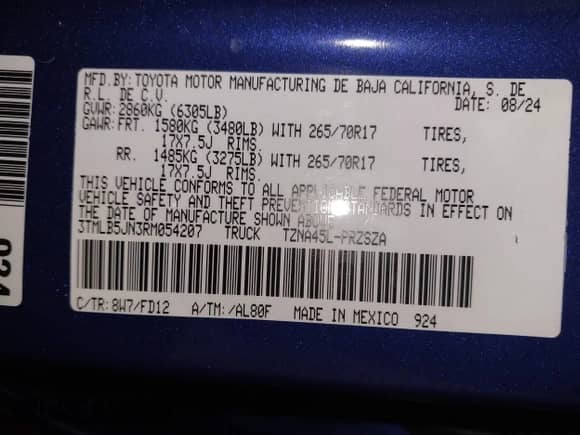 MFD.BY:TOYOTA MOTOR MANUFACTURING DE BAJA CALIFORNIA, S. DE
R.L. DE C.V.
DATE: 08/24
GVWR:2860KG (6305LB)
GAWR:FRT. 1580KG (3480LB) WITH 265/70R17 TIRES,
17X7.5J RIMS.
RR. 1485KG (3275LB) WITH 265/70R17 TIRES,
17X7.5J RIMS.
THIS VEHICLE CONFORMS TO ALL APPLICABLE FEDERAL MOTOR
VEHICLE SAFETY AND THEFT PREVENTION STANDARDS IN EFFECT ON
THE DATE OF MANUFACTURE SHOWN ABOVE
3TMLB5JN3RM054207 TRUCK TZNA45L-PRZSZA
C/TR:8W7/FD12 A/TM:/AL80F MADE IN MEXICO 924